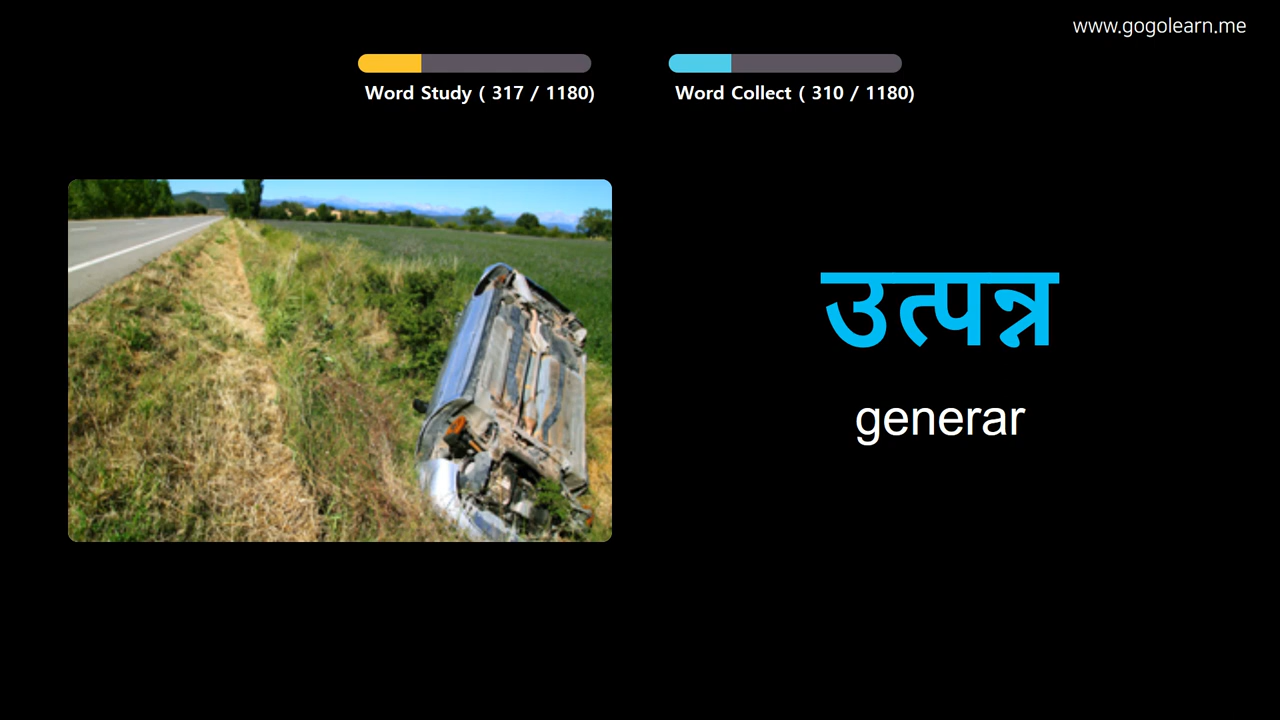 www.gogolearn.me
Word Study ( 317 / 1180)
Word Collect ( 310 / 1180)
उत्पन्न
generar